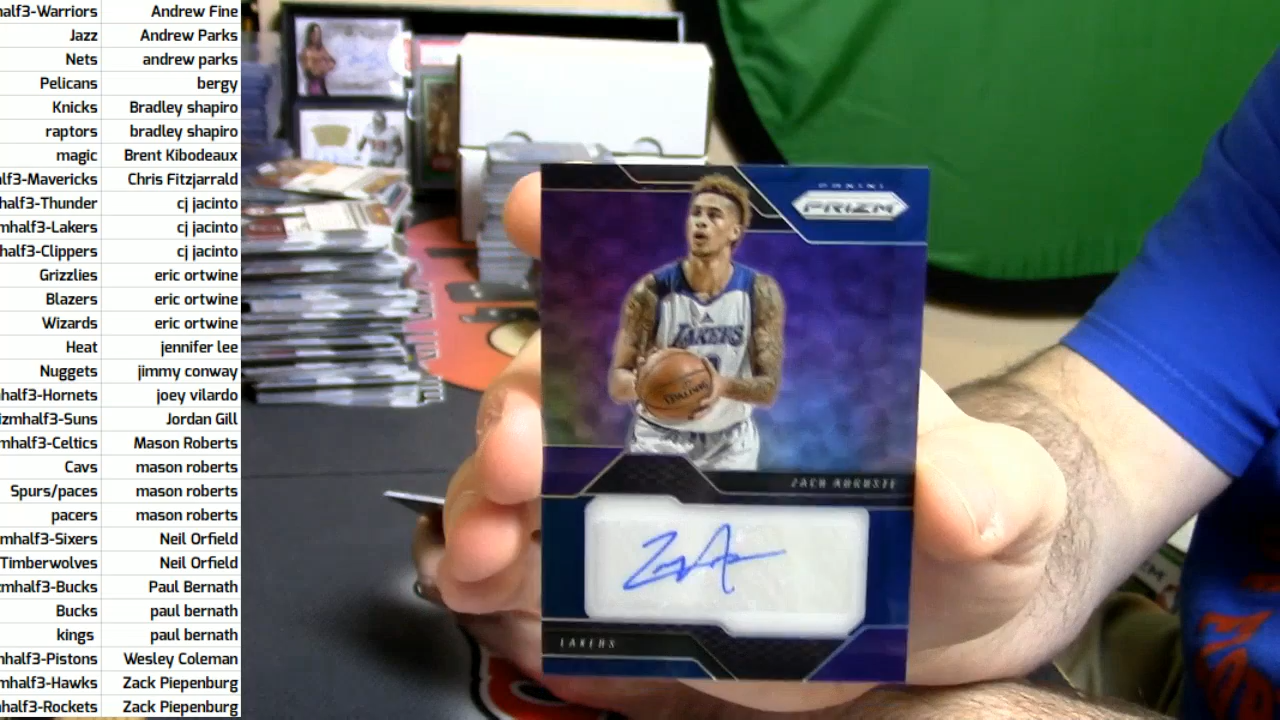 half3-Warriors Andrew Fine
Jazz Andrew Parks
Nets andrew parks
Pelicans bergy
Knicks Bradley shapiro
raptors bradley shapiro
magic Brent Kibodeaux
lf3-Mavericks Chris Fitzjarrald
half3-Thunder cj jacinto
mhalf3-Lakers cj jacinto
half3-Clippers cj jacinto
Grizzlies eric ortwine
Blazers eric ortwine
Wizards eric ortwine
Heat jennifer lee
Nuggets jimmy conway
half3-Hornets joey vilardo
izmhalf3-Suns Jordan Gill
mhalf3-Celtics Mason Roberts
Cavs mason roberts
Spurs/paces mason roberts
pacers mason roberts
mhalf3-Sixers Neil Orfield
Timberwolves Neil Orfield
zmhalf3-Bucks Paul Bernath
Bucks paul bernath
kings paul bernath
nhalf3-Pistons Wesley Coleman
mhalf3-Hawks Zack Piepenburg
half3-Rockets Zack Piepenburg
PANINI
PRIZM
LAKERS
SPALDING
ZACH AUGUSTE
LAKERS